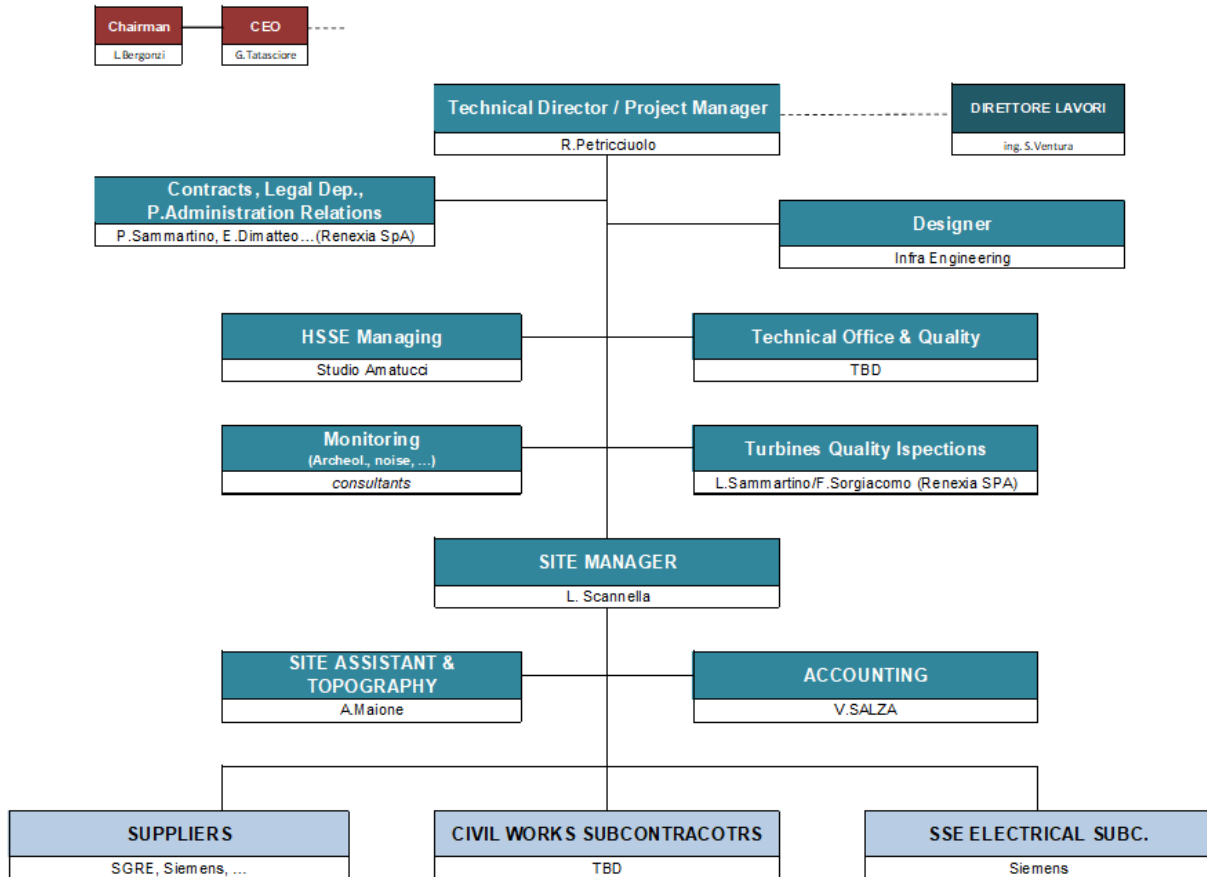 Chairman
L.Bergonzi
CEO
G.Tatasciore
Technical Director / Project Manager
R.Petricciuolo
DIRETTORE LAVORI
ing. S.Ventura
Contracts, Legal Dep.,
P.Administration Relations
P.Sammartino, E.Dimatteo...(Renexia SpA)
Designer
Infra Engineering
HSSE Managing
Studio Amatucci
Technical Office & Quality
TBD
Monitoring
(Archeol., noise, ...)
consultants
Turbines Quality Ispections
L.Sammartino/F.Sorgiacomo (Renexia SPA)
SITE MANAGER
L. Scannella
SITE ASSISTANT &
TOPOGRAPHY
A.Maione
ACCOUNTING
V.SALZA
SUPPLIERS
SGRE, Siemens, ...
CIVIL WORKS SUBCONTRACOTRS
TBD
SSE ELECTRICAL SUBC.
Siemens